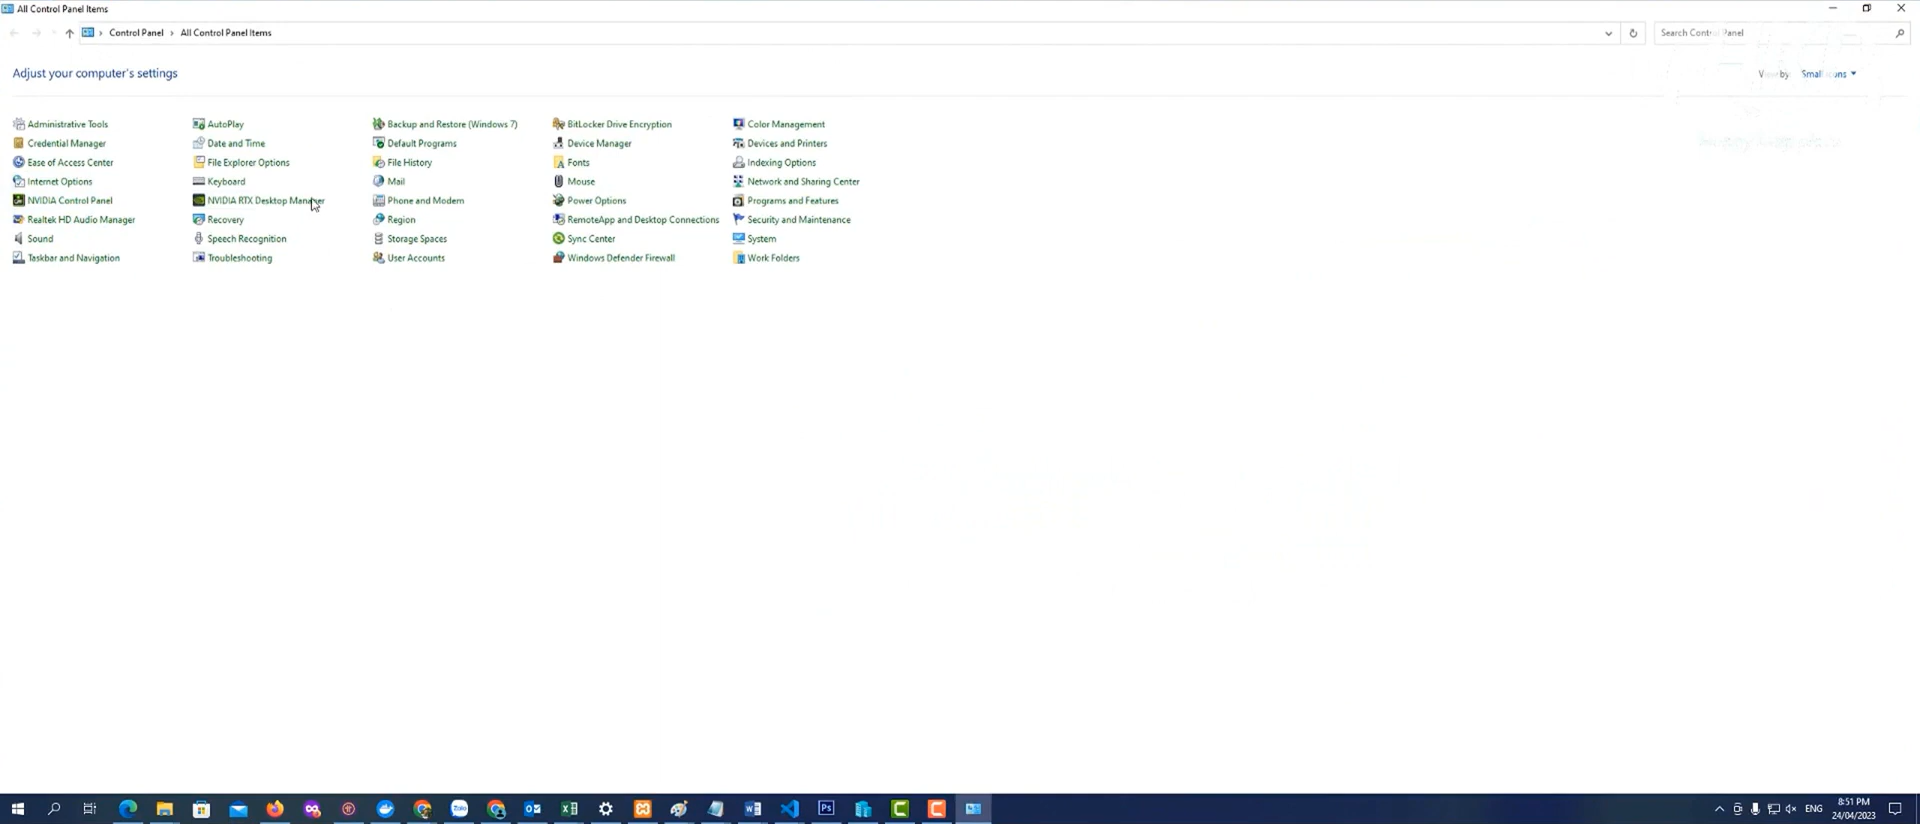 All Control Panel Items
Control Panel > All Control Panel Items
Search Control Panel
Adjust your computer's settings
View by Small icons
Administrative Tools AutoPlay Backup and Restore (Windows 7) BitLocker Drive Encryption Color Management
Credential Manager Date and Time Default Programs Device Manager Devices and Printers
Ease of Access Center File Explorer Options File History Fonts Indexing Options
Internet Options Keyboard Mail Mouse Network and Sharing Center
NVIDIA Control Panel NVIDIA RTX Desktop Manager Phone and Modem Power Options Programs and Features
Realtek HD Audio Manager Recovery Region RemoteApp and Desktop Connections Security and Maintenance
Sound Speech Recognition Storage Spaces Sync Center System
Taskbar and Navigation Troubleshooting User Accounts Windows Defender Firewall Work Folders
Zalo
Ps
ENG
8:51 PM
24/04/2023